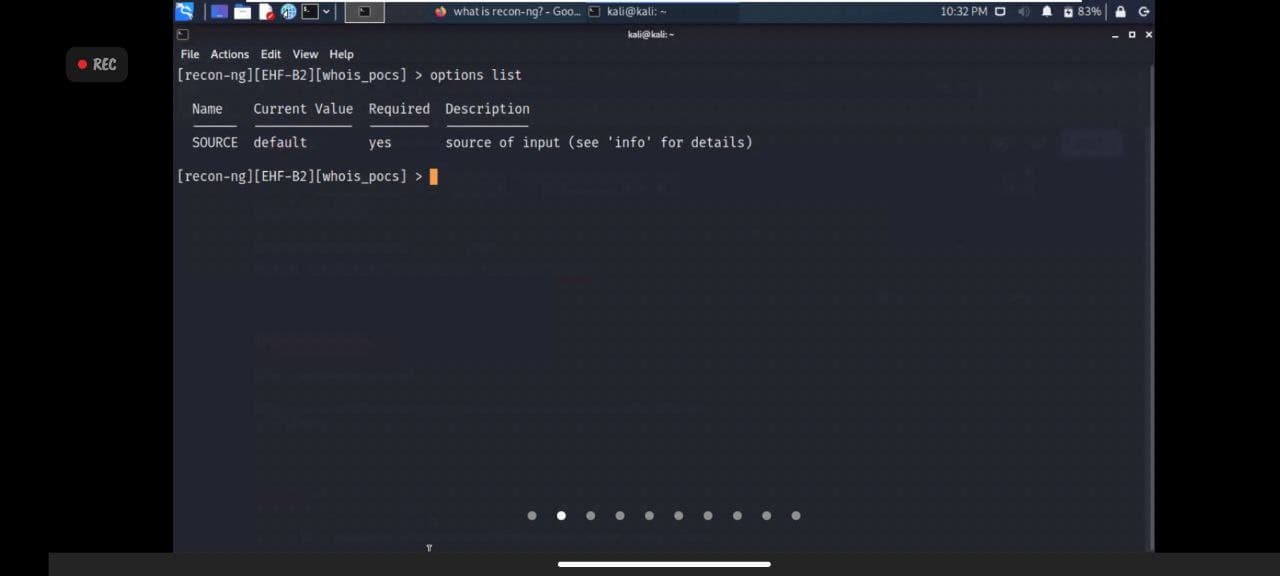 what is recon-ng? - Goo... kali@kali: ~ 10:32 PM 83%
kali@kali: ~
REC
File Actions Edit View Help
[recon-ng][EHF-B2][whois_pocs] > options list
Name Current Value Required Description
SOURCE default yes source of input (see 'info' for details)
[recon-ng][EHF-B2][whois_pocs] >